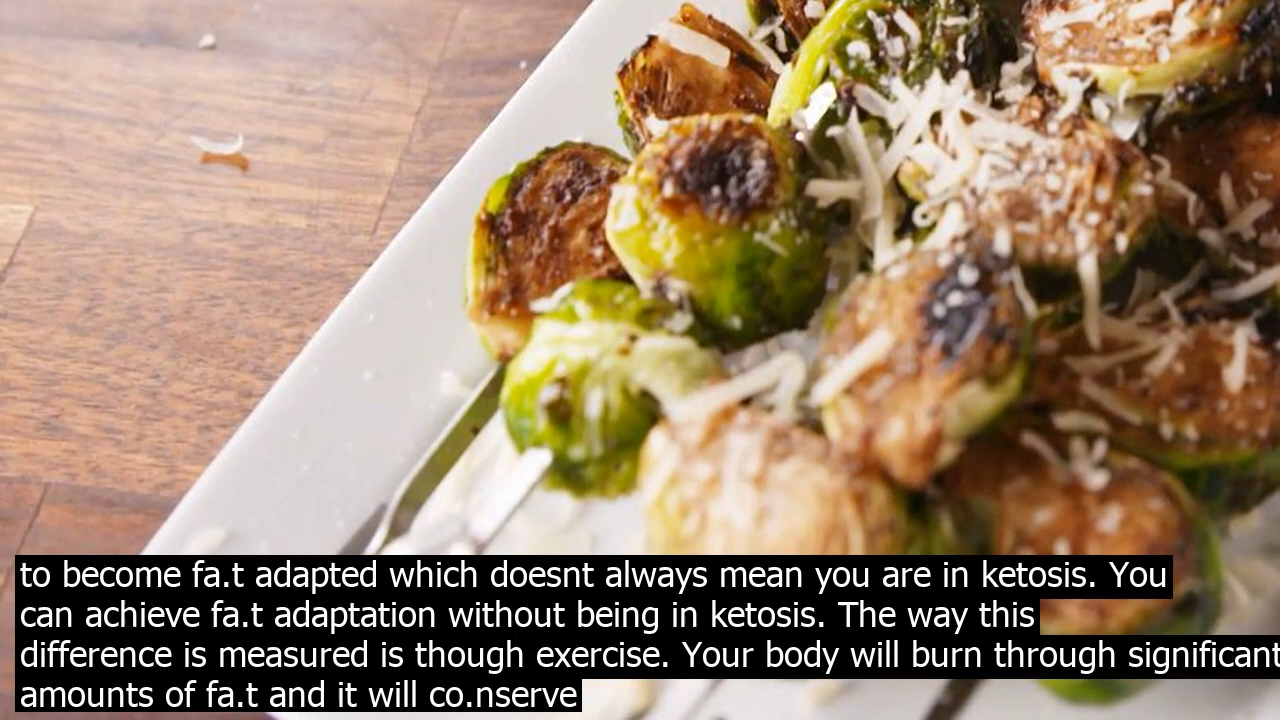 to become fa.t adapted which doesnt always mean you are in ketosis. You
can achieve fa.t adaptation without being in ketosis. The way this
difference is measured is though exercise. Your body will burn through significant
amounts of fa.t and it will co.nserve